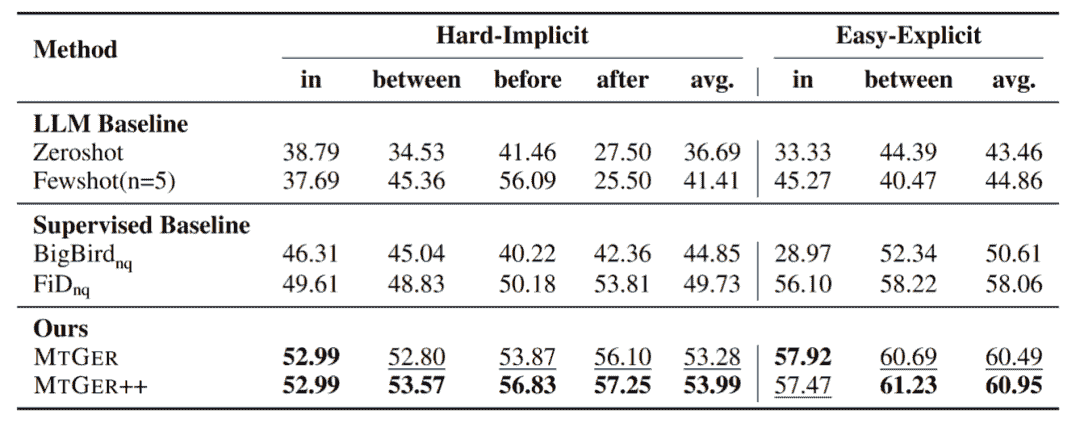 Method Hard-Implicit Easy-Explicit
in between before after avg. in between avg.
LLM Baseline
Zeroshot 38.79 34.53 41.46 27.50 36.69 33.33 44.39 43.46
Fewshot(n=5) 37.69 45.36 56.09 25.50 41.41 45.27 40.47 44.86
Supervised Baseline
BigBirdnq 46.31 45.04 40.22 42.36 44.85 28.97 52.34 50.61
FiDnq 49.61 48.83 50.18 53.81 49.73 56.10 58.22 58.06
Ours
MTGER 52.99 52.80 53.87 56.10 53.28 57.92 60.69 60.49
MTGER++ 52.99 53.57 56.83 57.25 53.99 57.47 61.23 60.95